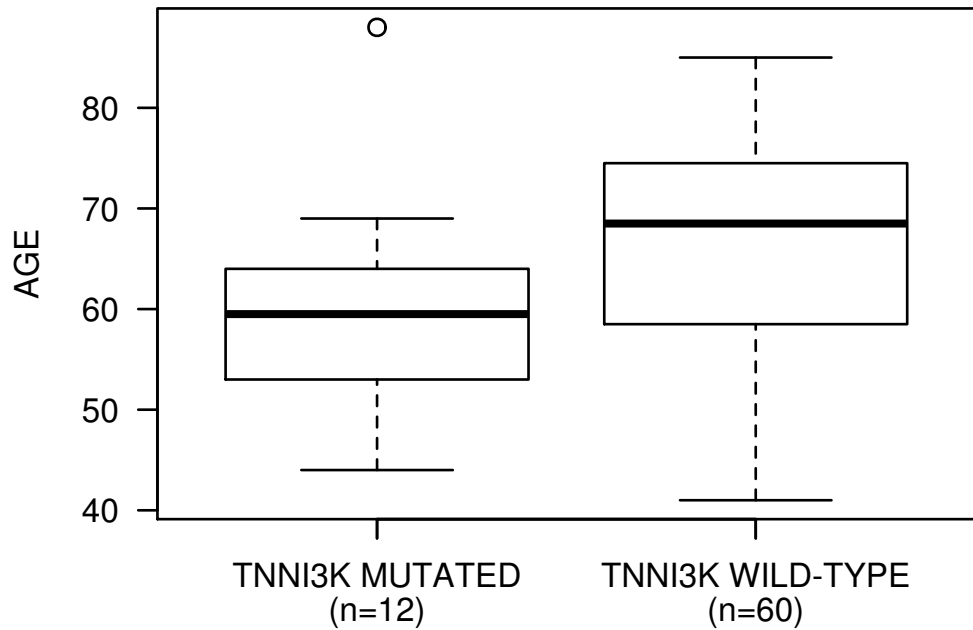 AGE
80
70
60
50
40
TNNI3K MUTATED
(n=12)
TNNI3K WILD-TYPE
(n=60)